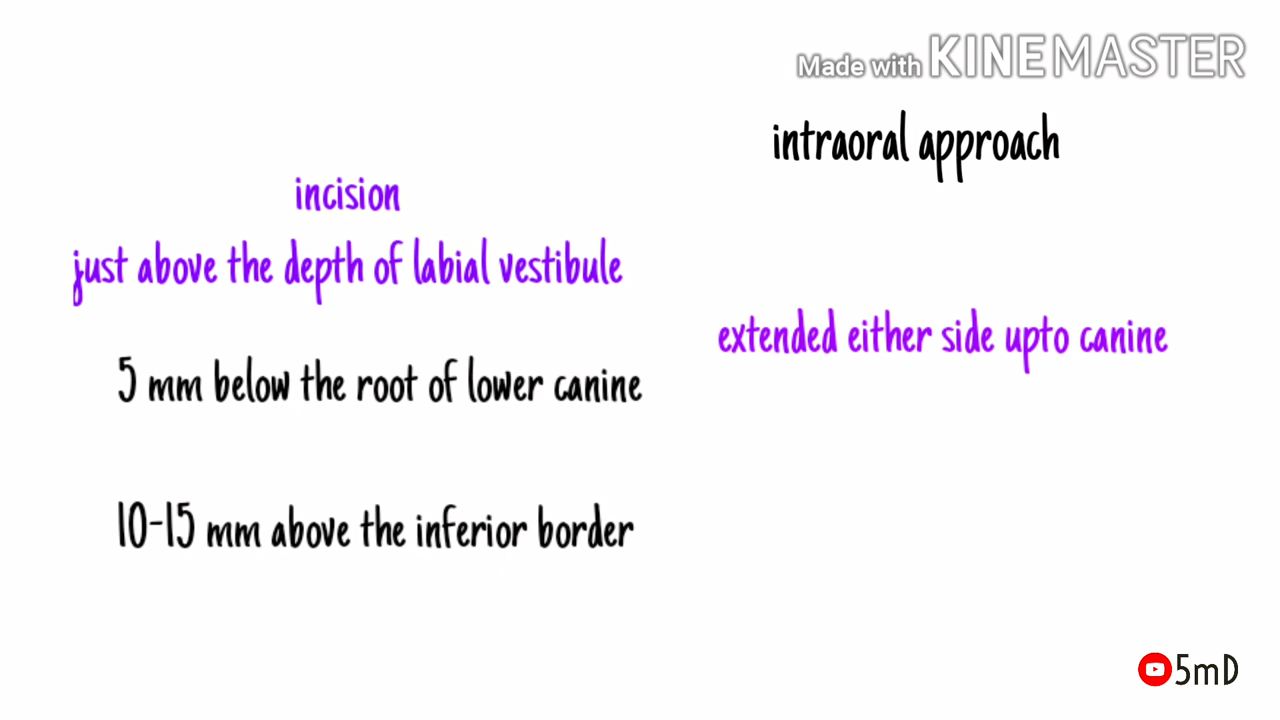 Made with KINEMASTER
intraoral approach
incision
just above the depth of labial vestibule
extended either side upto canine
5 mm below the root of lower canine
10-15 mm above the inferior border
5mD